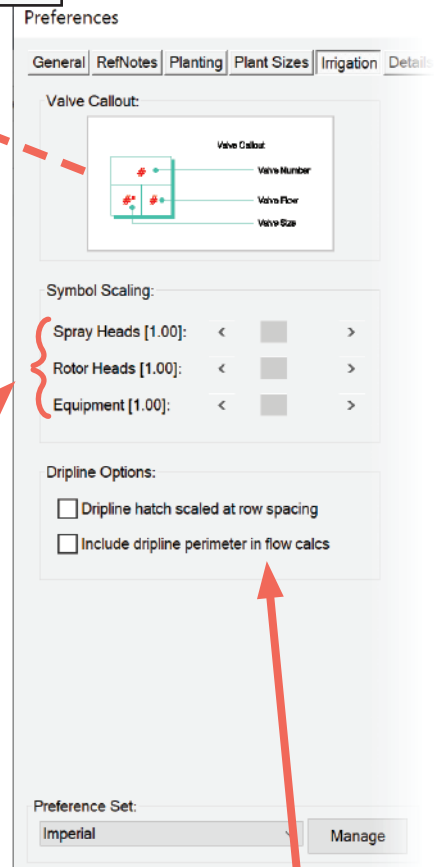 Preferences
General RefNotes Planting Plant Sizes Irrigation Details
Valve Callout:
Valve Callout
# Valve Number
#" # Valve Flow
Valve Size
Symbol Scaling:
Spray Heads [1.00]: < >
Rotor Heads [1.00]: < >
Equipment [1.00]: < >
Dripline Options:
Dripline hatch scaled at row spacing
Include dripline perimeter in flow calcs
Preference Set:
Imperial
Manage